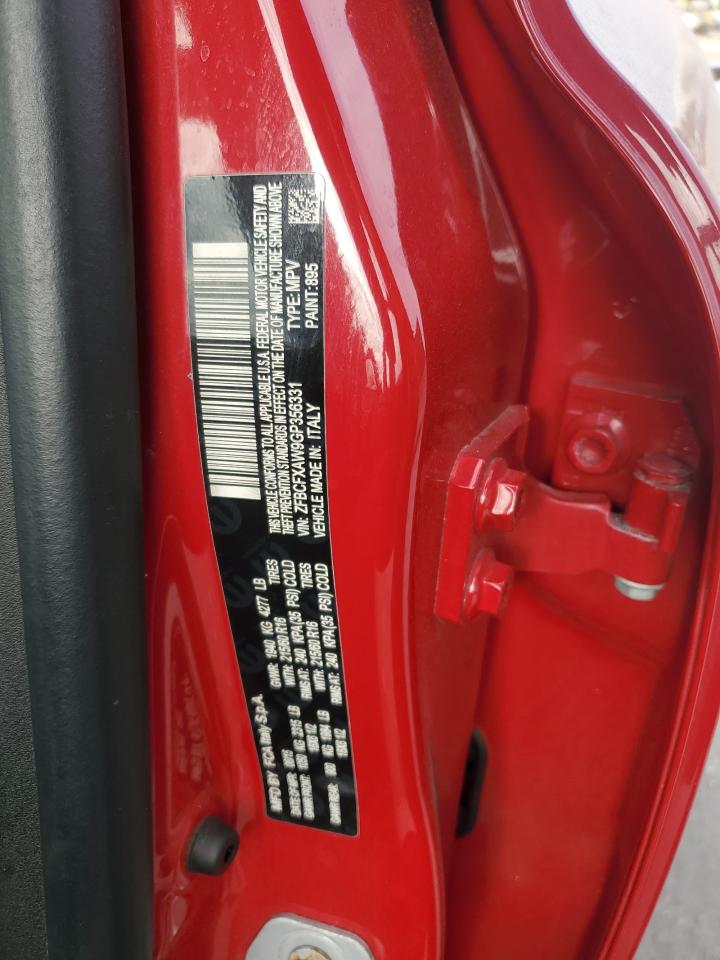 MFD BY FCA Italy S.p.A.
GVWR: 1940 KG 4277 LB
DATE OF MFR:
WITH: 215/60 R16 TIRES
RIMS AT: 240 KPA (35 PSI) COLD
WITH: 215/60 R16 TIRES
RIMS AT: 240 KPA (35 PSI) COLD
THIS VEHICLE CONFORMS TO ALL APPLICABLE U.S.A. FEDERAL MOTOR VEHICLE SAFETY AND
THEFT PREVENTION STANDARDS IN EFFECT ON THE DATE OF MANUFACTURE SHOWN ABOVE
VIN: ZFBCFXAW9GP356331 TYPE: MPV
VEHICLE MADE IN: ITALY PAINT: 895